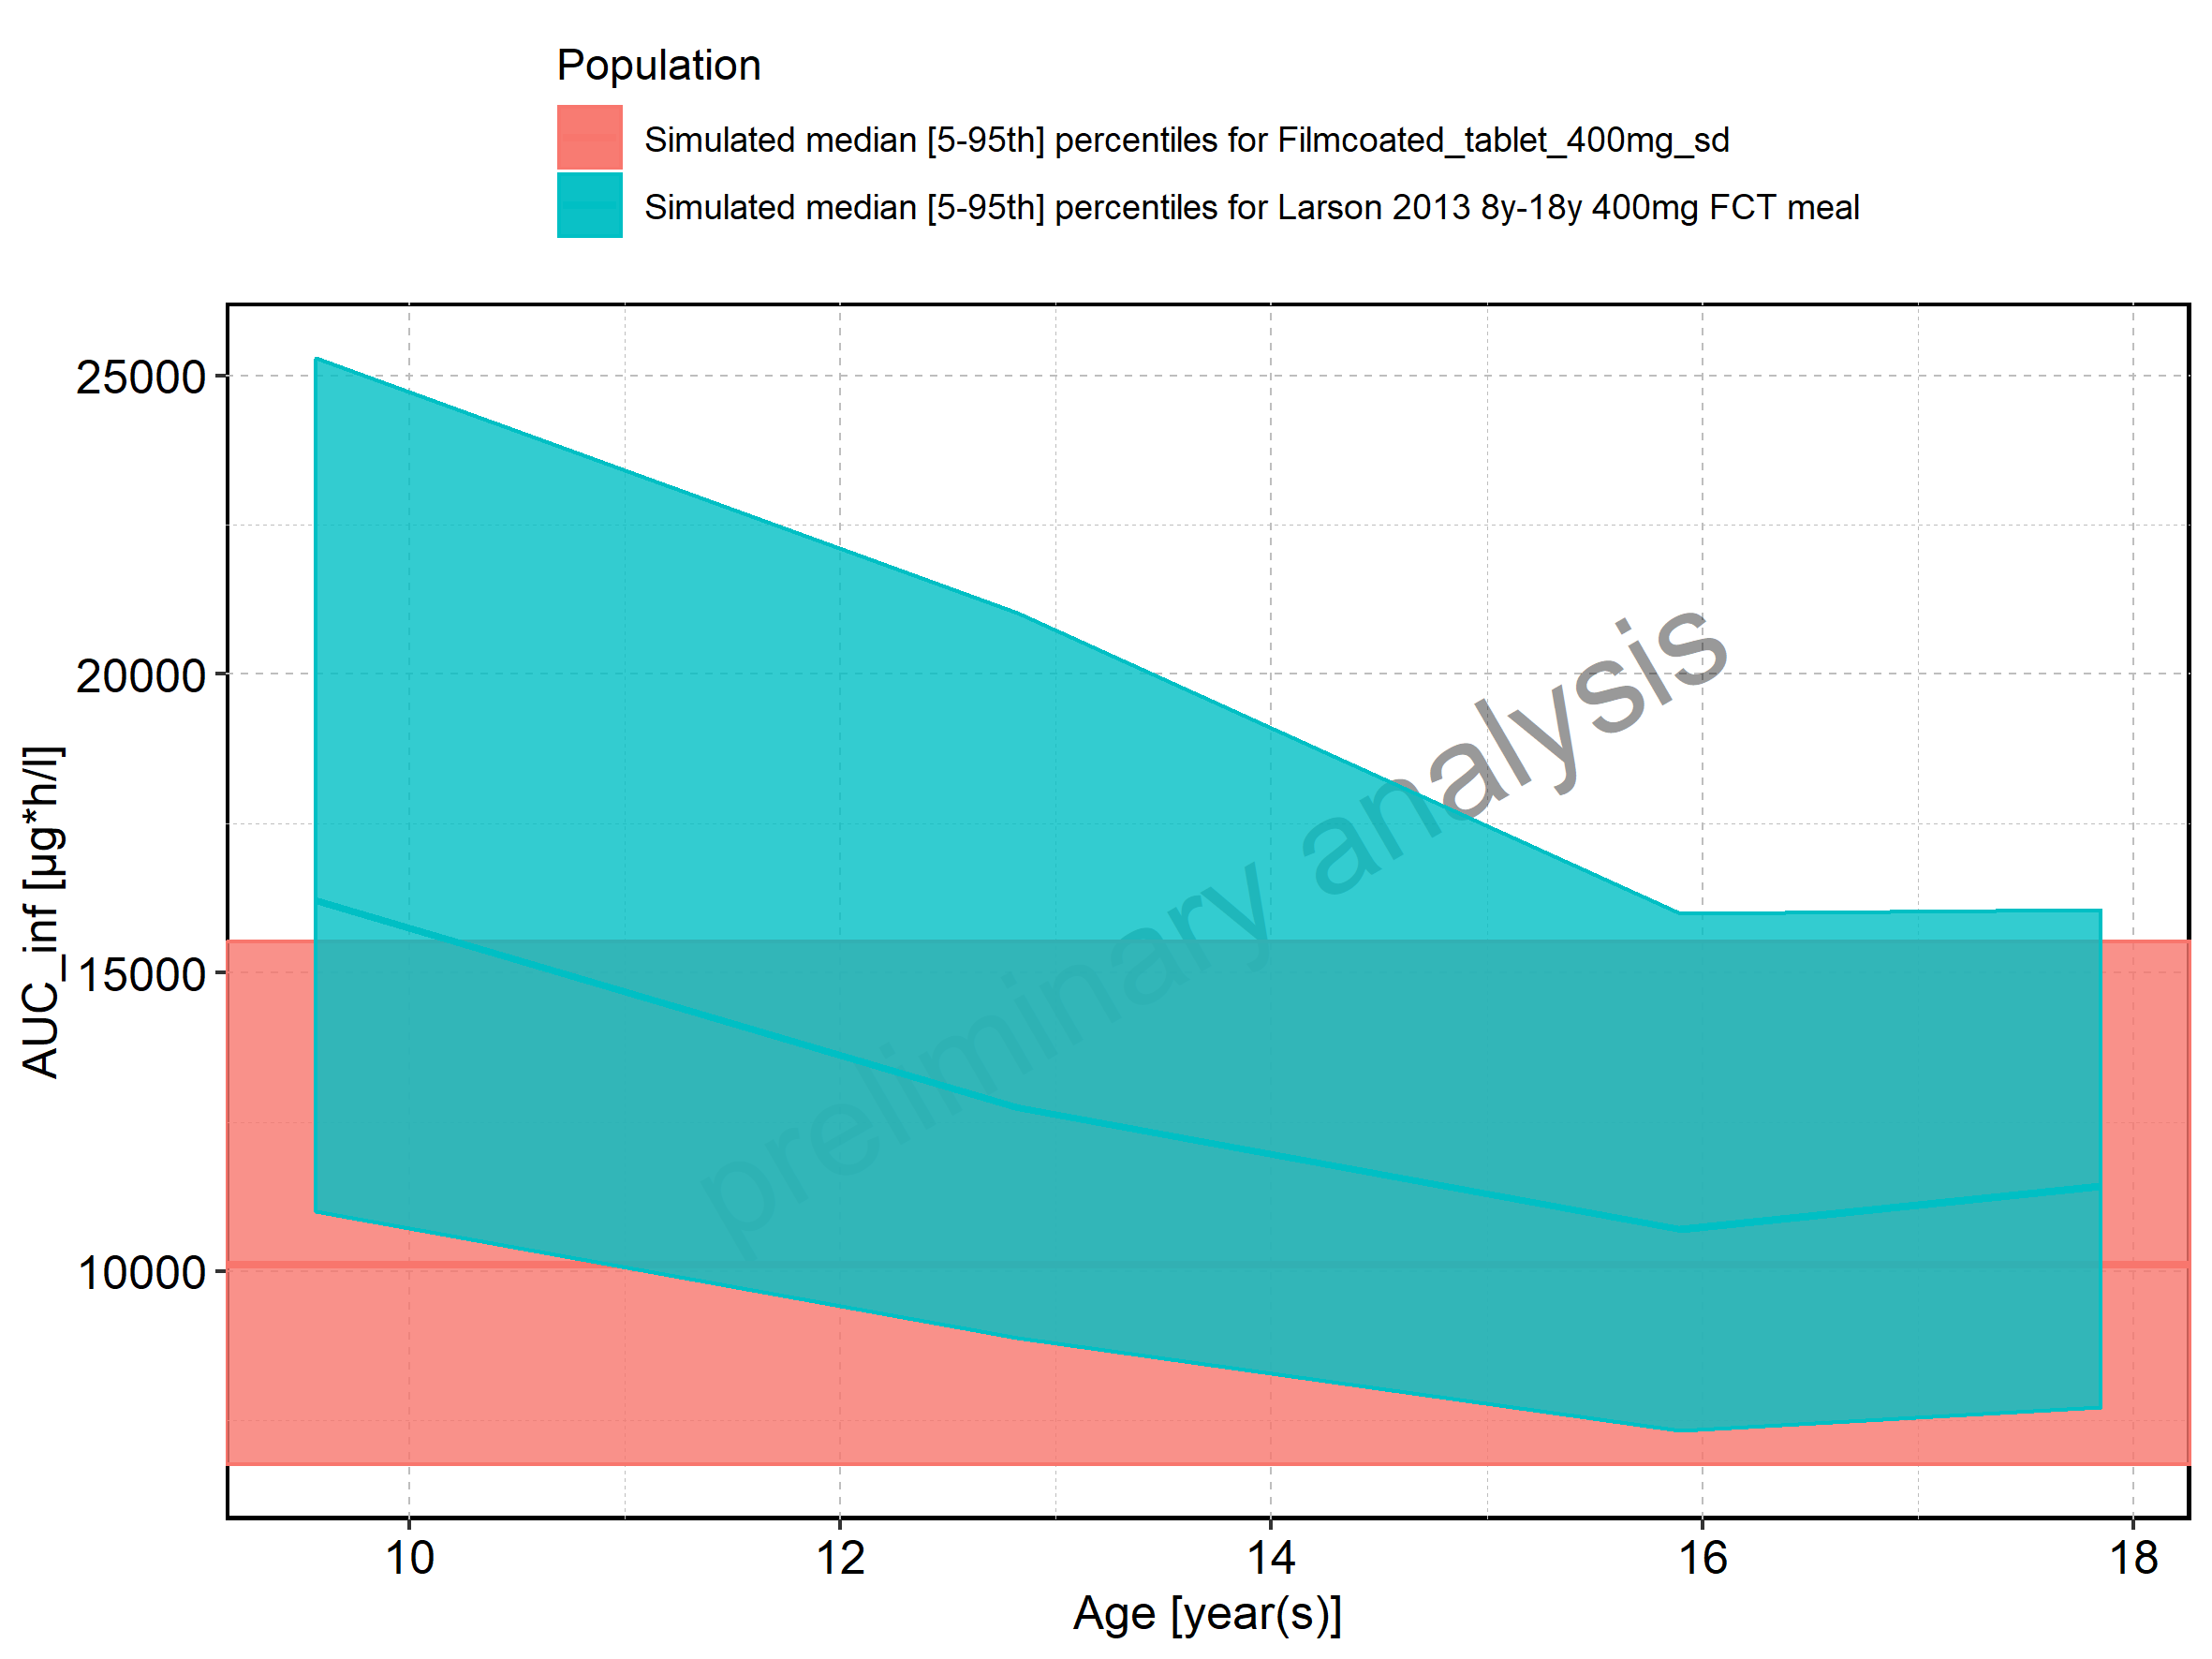 Population
Simulated median [5-95th] percentiles for Filmcoated_tablet_400mg_sd
Simulated median [5-95th] percentiles for Larson 2013 8y-18y 400mg FCT meal
25000
20000
15000
10000
AUC_inf [µg*h/l]
preliminary analysis
10 12 14 16 18
Age [year(s)]